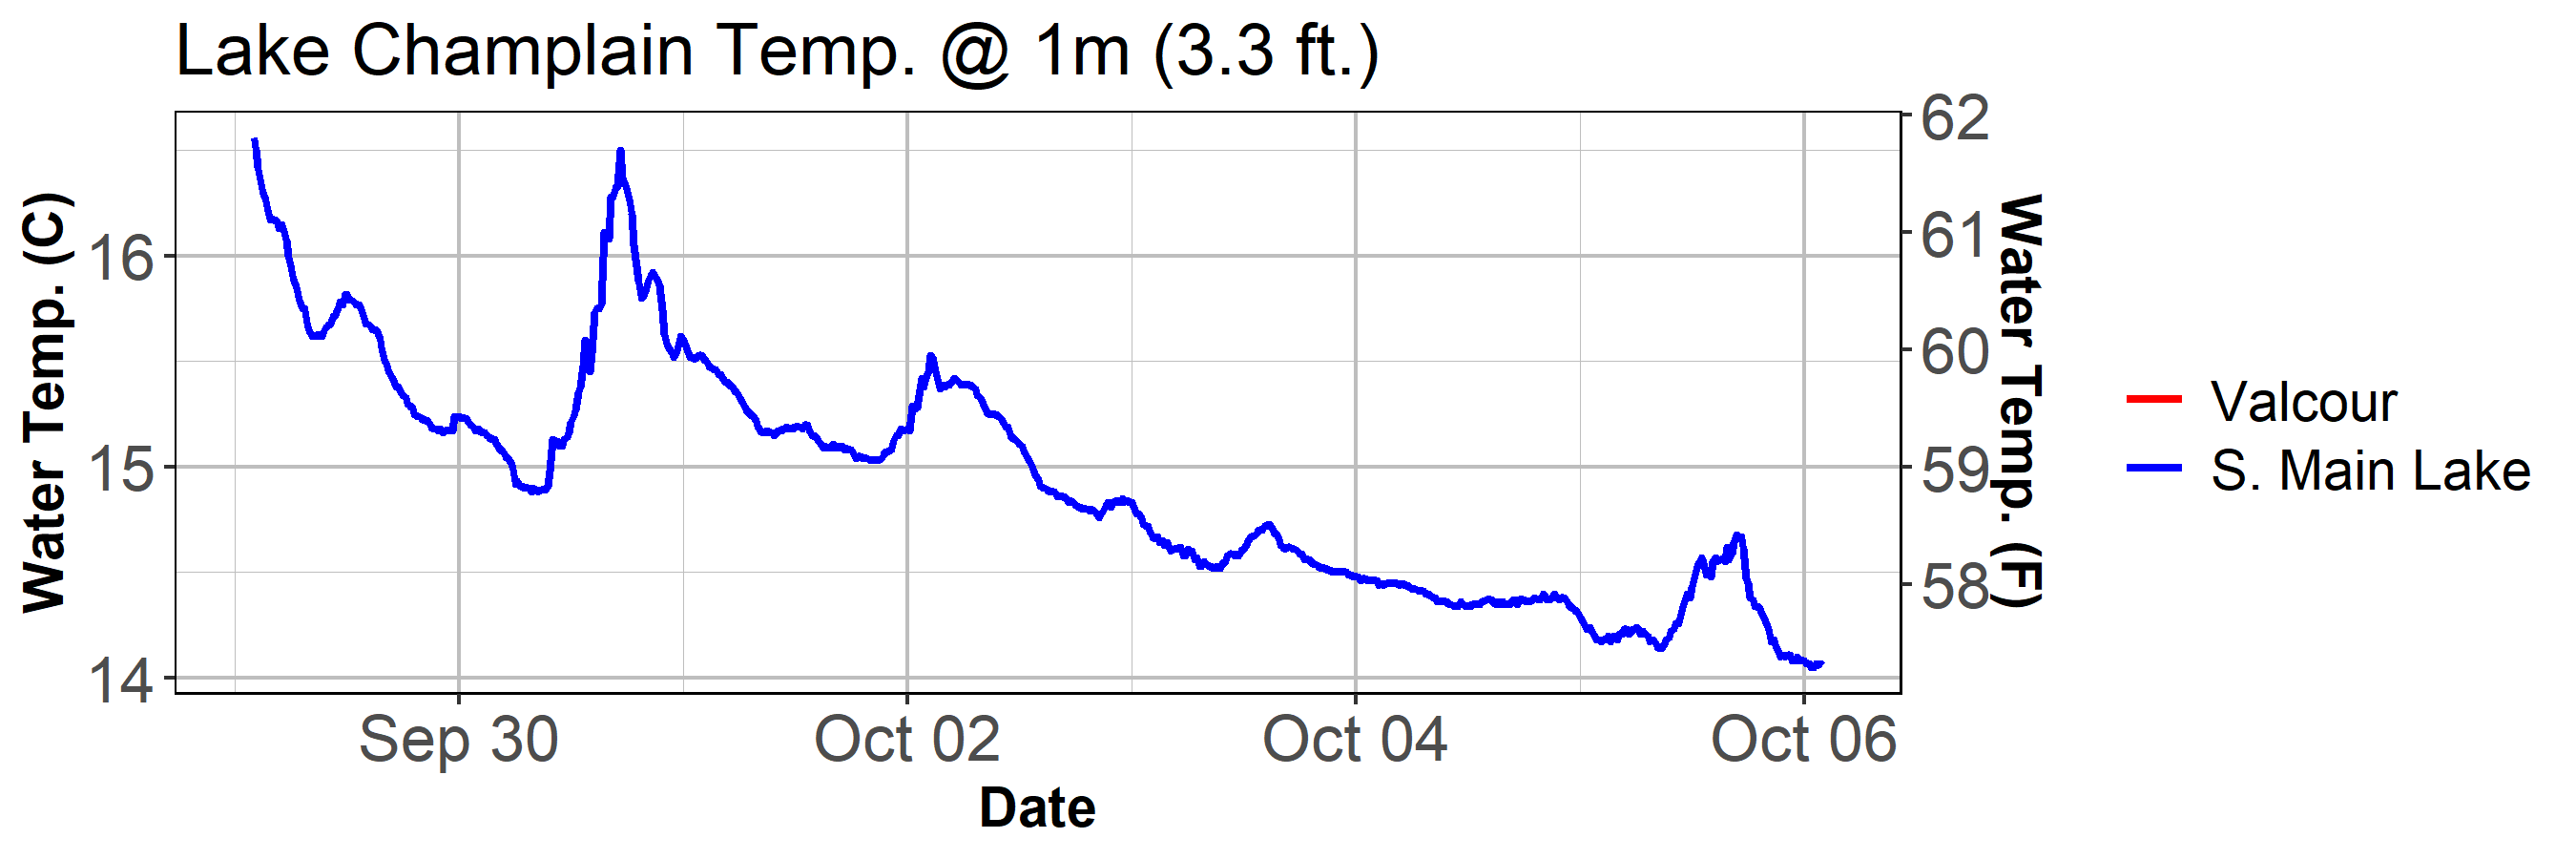 Lake Champlain Temp. @ 1m (3.3 ft.)
Water Temp. (C)
16
15
14
62
61
60
59
58
Water Temp. (F)
Sep 30
Oct 02
Oct 04
Oct 06
Date
Valcour
S. Main Lake